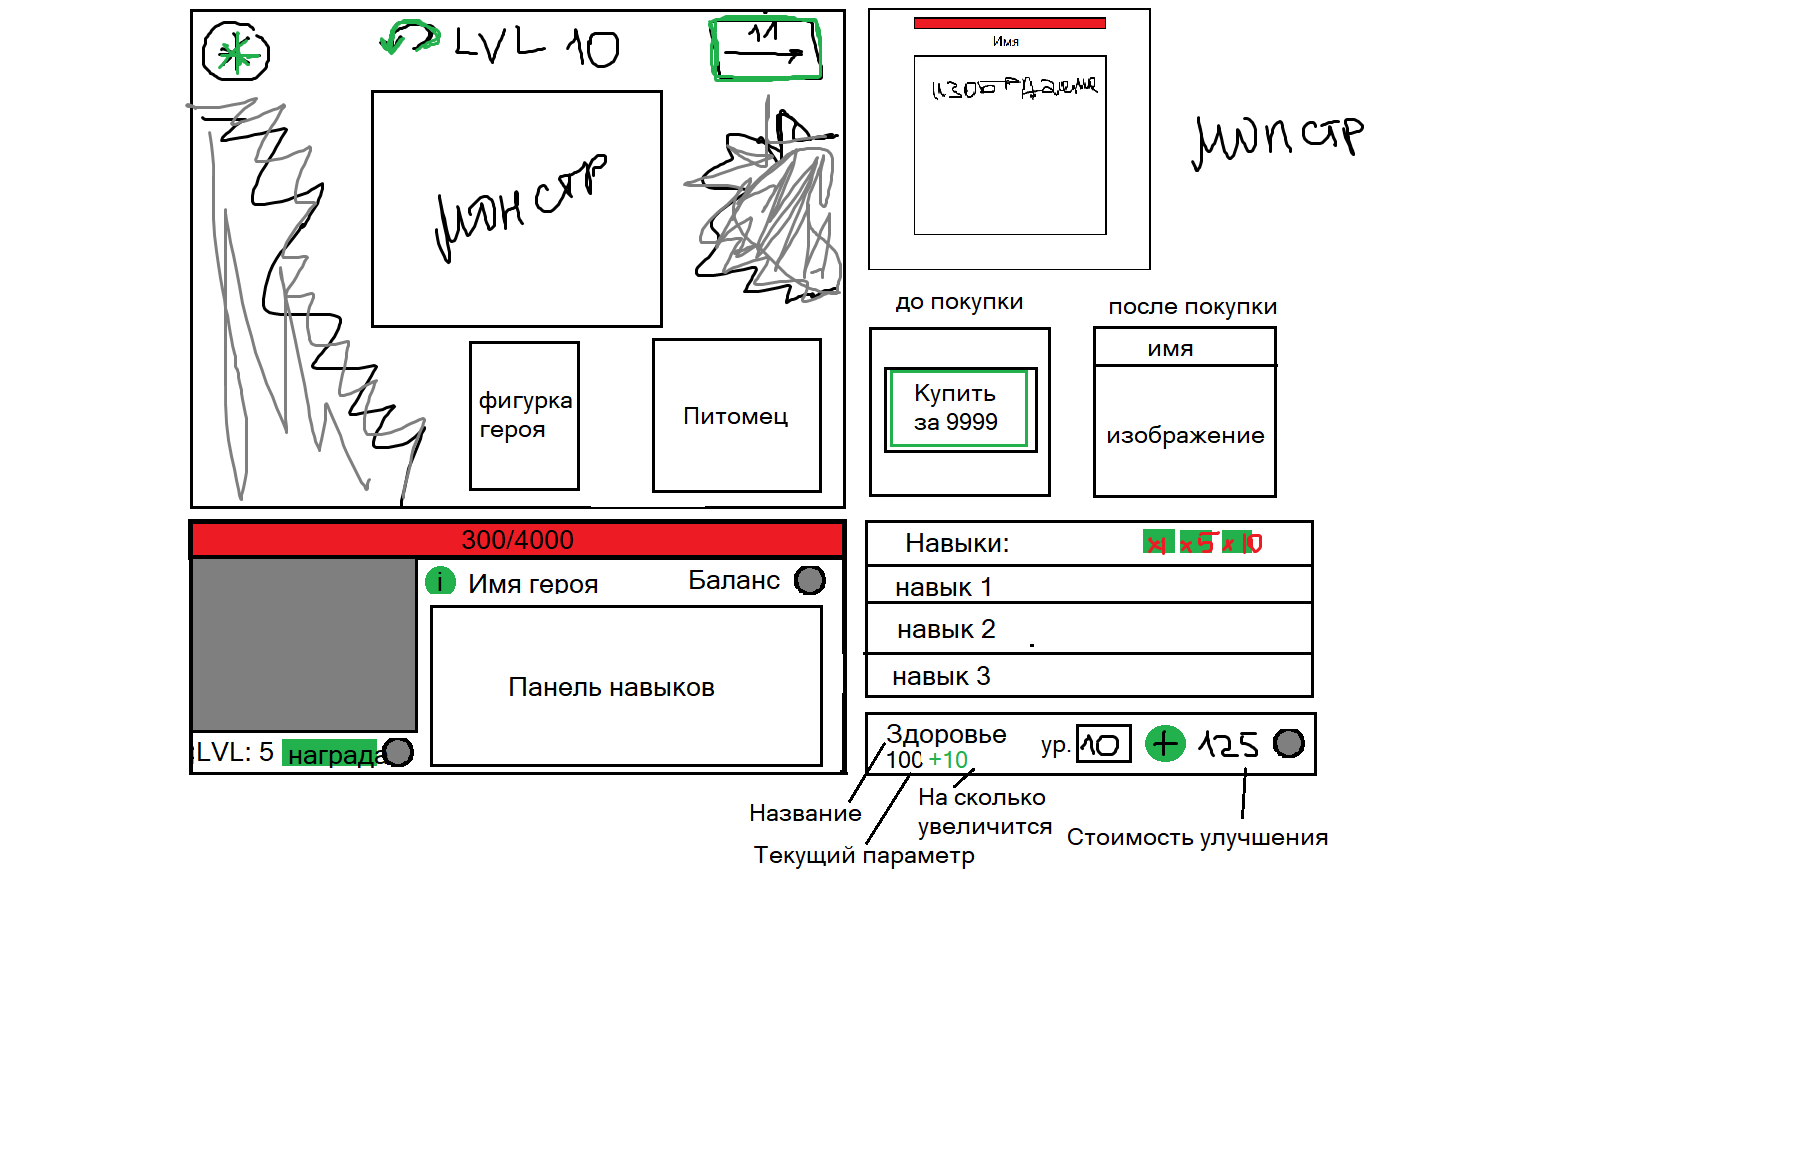 LVL 10
11
монстр
фигурка
героя
Питомец
Имя
изображение
монстр
до покупки
после покупки
Купить
за 9999
имя
изображение
300/4000
i Имя героя
Баланс
Панель навыков
LVL: 5 награда
Навыки:
x1 x5 x10
навык 1
навык 2
навык 3
Здоровье
100 +10
ур. 10 + 125
Название
На сколько
увеличится
Текущий параметр
Стоимость улучшения